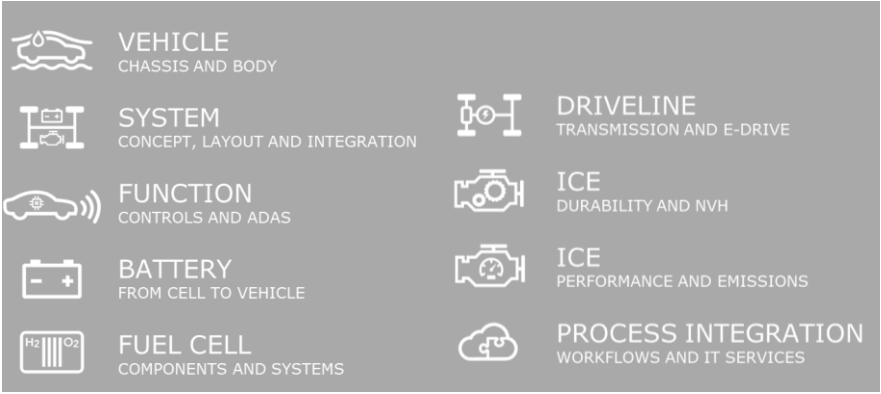 VEHICLE
CHASSIS AND BODY
SYSTEM
CONCEPT, LAYOUT AND INTEGRATION
FUNCTION
CONTROLS AND ADAS
BATTERY
FROM CELL TO VEHICLE
H2 O2
FUEL CELL
COMPONENTS AND SYSTEMS
DRIVELINE
TRANSMISSION AND E-DRIVE
ICE
DURABILITY AND NVH
ICE
PERFORMANCE AND EMISSIONS
PROCESS INTEGRATION
WORKFLOWS AND IT SERVICES